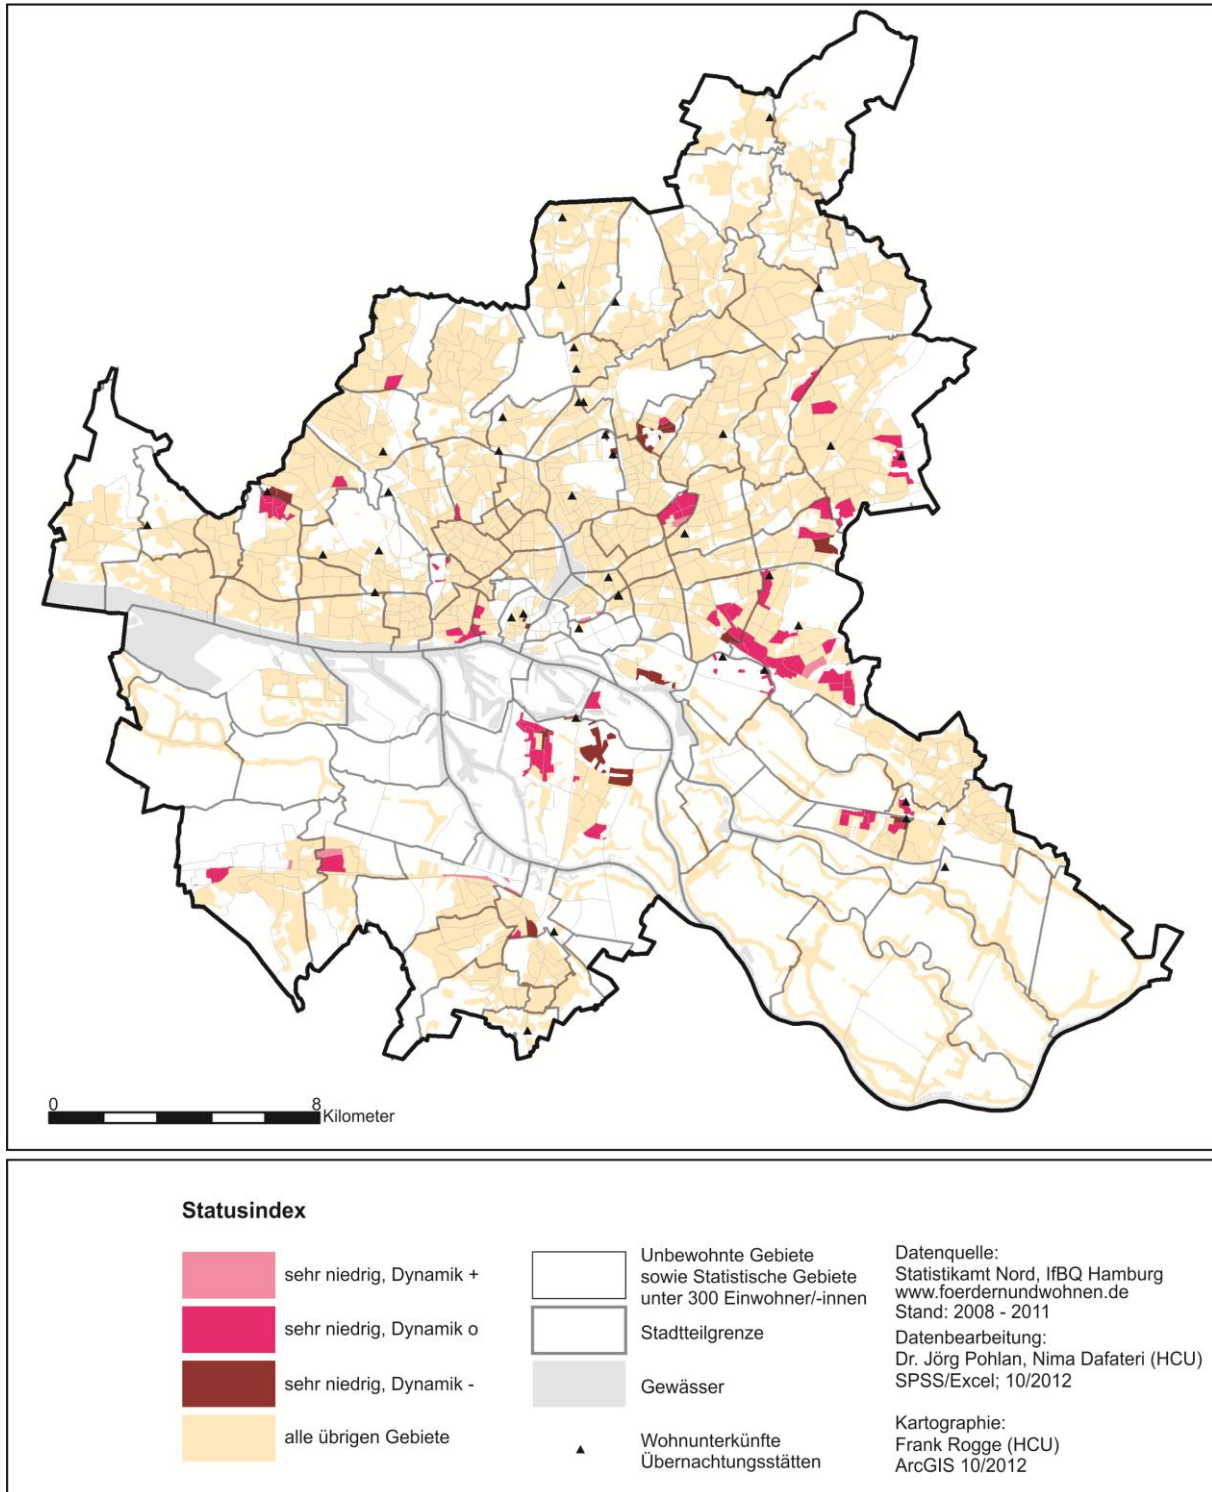 0 8
Kilometer
Statusindex
sehr niedrig, Dynamik +
sehr niedrig, Dynamik o
sehr niedrig, Dynamik -
alle übrigen Gebiete
Unbewohnte Gebiete
sowie Statistische Gebiete
unter 300 Einwohner/-innen
Stadtteilgrenze
Gewässer
Wohnunterkünfte
Übernachtungsstätten
Datenquelle:
Statistikamt Nord, IfBQ Hamburg
www.foerdernundwohnen.de
Stand: 2008 - 2011
Datenbearbeitung:
Dr. Jörg Pohlan, Nima Dafateri (HCU)
SPSS/Excel; 10/2012
Kartographie:
Frank Rogge (HCU)
ArcGIS 10/2012